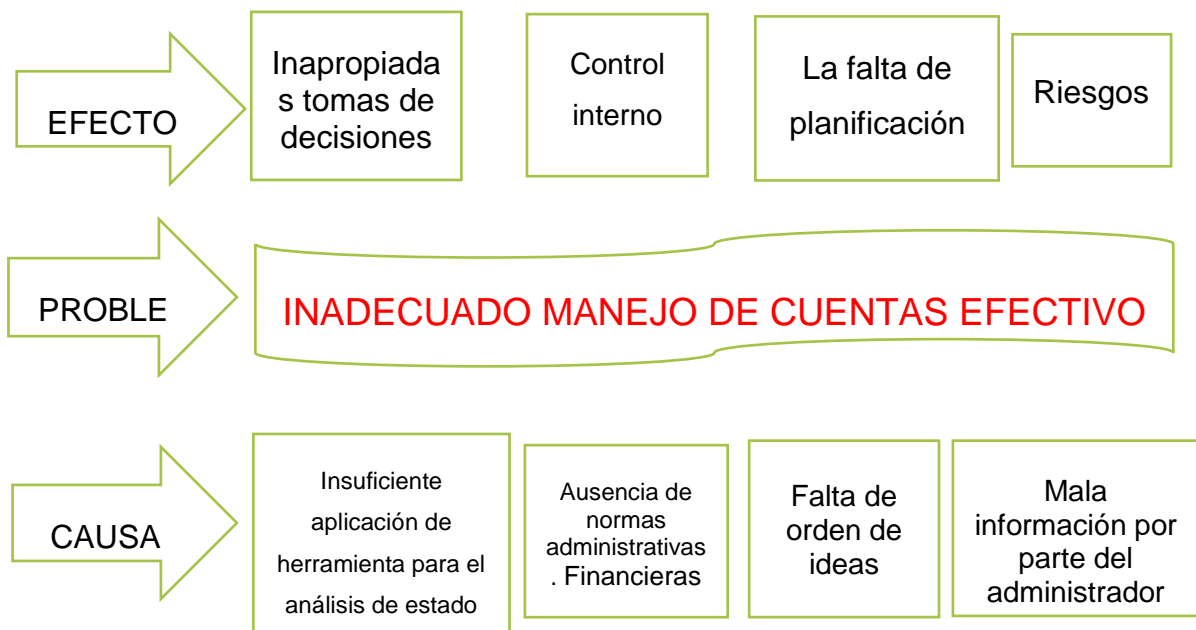 EFECTO
Inapropiada
s tomas de
decisiones
Control
interno
La falta de
planificación
Riesgos
PROBLE
INADECUADO MANEJO DE CUENTAS EFECTIVO
CAUSA
Insuficiente
aplicación de
herramienta para el
análisis de estado
Ausencia de
normas
administrativas
. Financieras
Falta de
orden de
ideas
Mala
información por
parte del
administrador